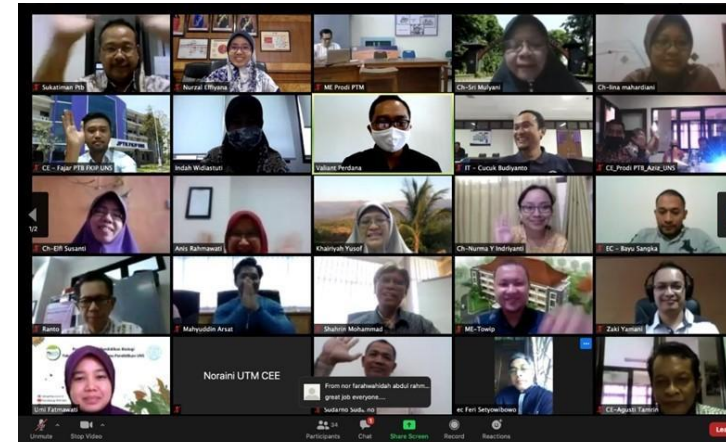 Sukatiman Ptb
Nurzal Effiyana
ME Prodi PTM
Ch-Sri Mulyani
Ch-lina mahardiani
CE - Fajar PTB FKIP UNS
Indah Widiastuti
Valiant Perdana
IT - Cucuk Budiyanto
CE_Prodi PTB_Aziz_UNS
1/2
Ch-Elfi Susanti
Anis Rahmawati
Khairiyah Yusof
Ch-Nurma Y Indriyanti
EC - Bayu Sangka
Ranto
Mahyuddin Arsat
Shahrin Mohammad
ME-Towip
Zaki Yamani
Umi Fatmawati
Noraini UTM CEE
From nor farahwahidah abdul rahm...
great job everyone....
Sudarno
ec Feri Setyowibowo
CE-Agusti Tamrin
Unmute
Stop Video
34
Participants
1
Chat
Share Screen
Record
Reactions